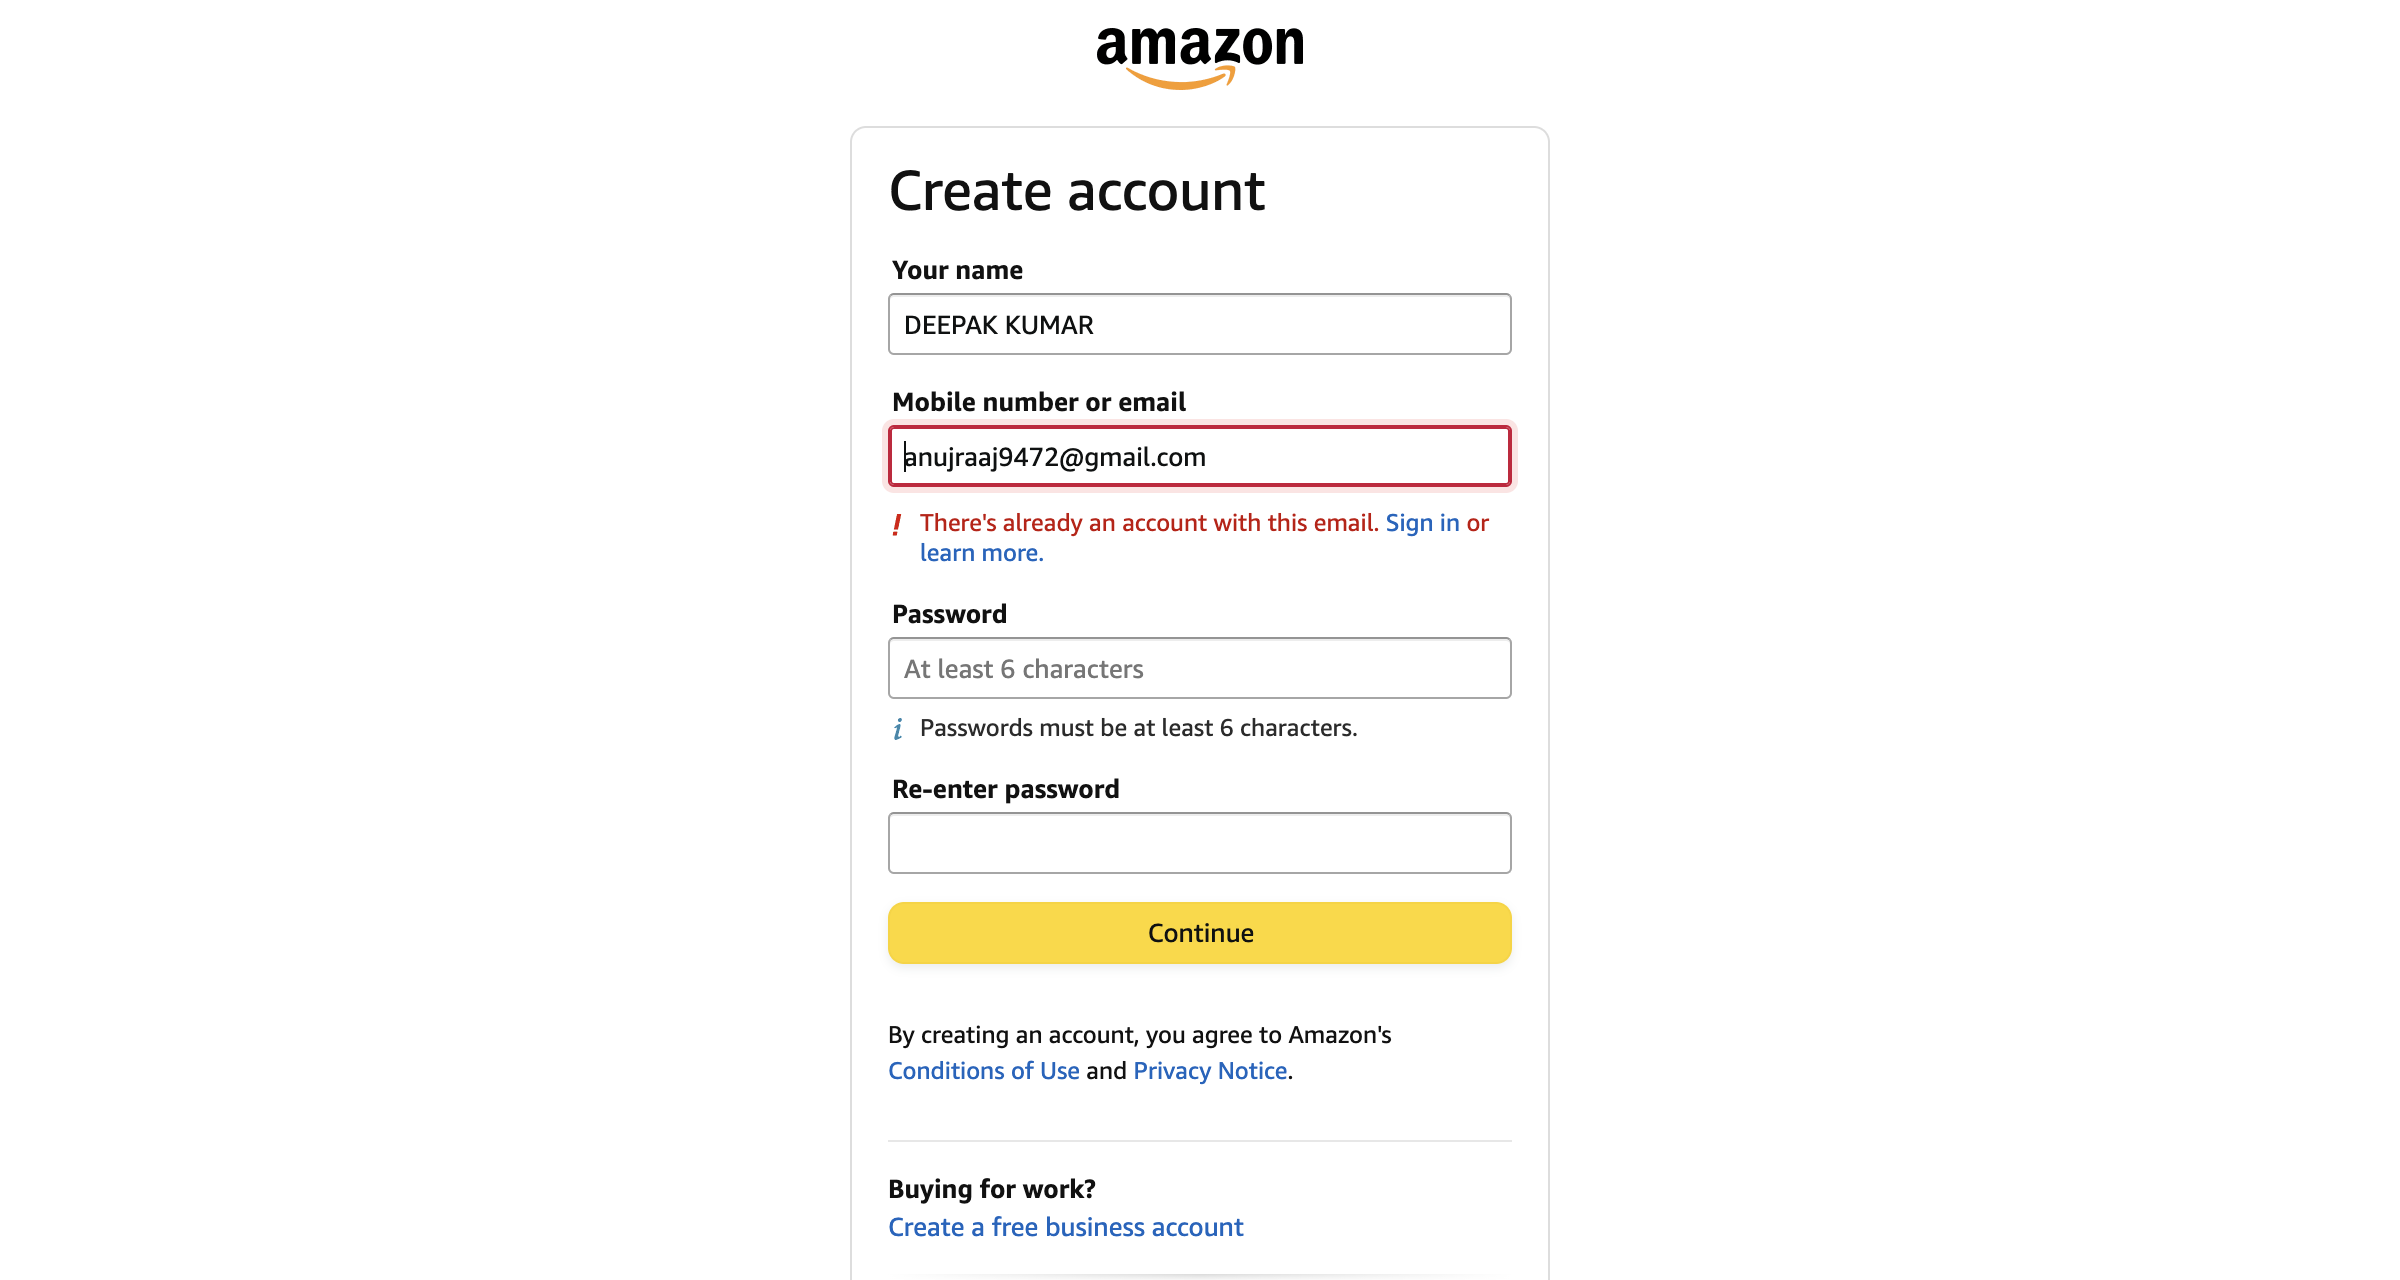 amazon
Create account
Your name
DEEPAK KUMAR
Mobile number or email
anujraaj9472@gmail.com
! There's already an account with this email. Sign in or
learn more.
Password
At least 6 characters
i Passwords must be at least 6 characters.
Re-enter password
Continue
By creating an account, you agree to Amazon's
Conditions of Use and Privacy Notice.
Buying for work?
Create a free business account